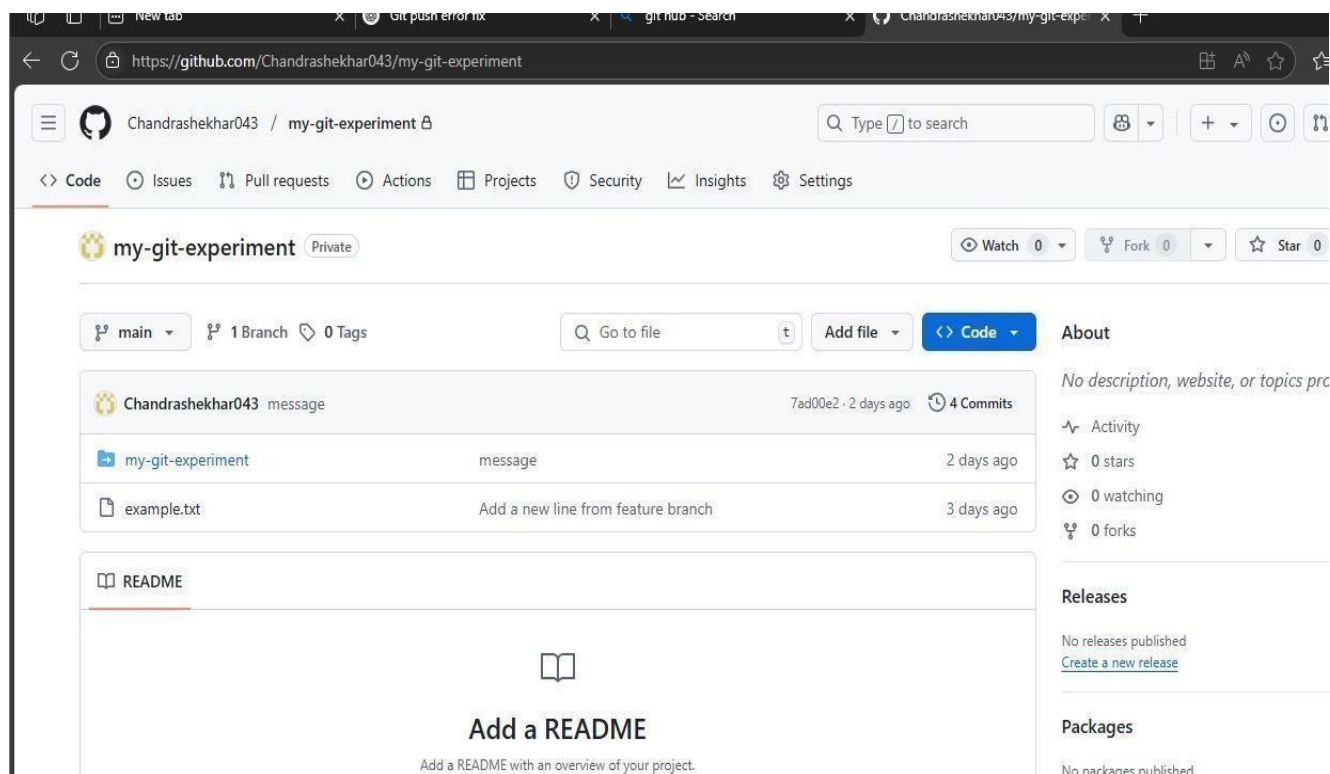 New tab
Git push error fix
git hub - Search
Chandrashekhar043/my-git-expe
https://github.com/Chandrashekhar043/my-git-experiment
Chandrashekhar043 / my-git-experiment
Type / to search
Code Issues Pull requests Actions Projects Security Insights Settings
my-git-experiment Private
Watch 0 Fork 0 Star 0
main 1 Branch 0 Tags
Go to file t Add file Code
Chandrashekhar043 message 7ad00e2 · 2 days ago 4 Commits
my-git-experiment message 2 days ago
example.txt Add a new line from feature branch 3 days ago
README
Add a README
Add a README with an overview of your project.
About
No description, website, or topics pro
Activity
0 stars
0 watching
0 forks
Releases
No releases published
Create a new release
Packages
No packages published